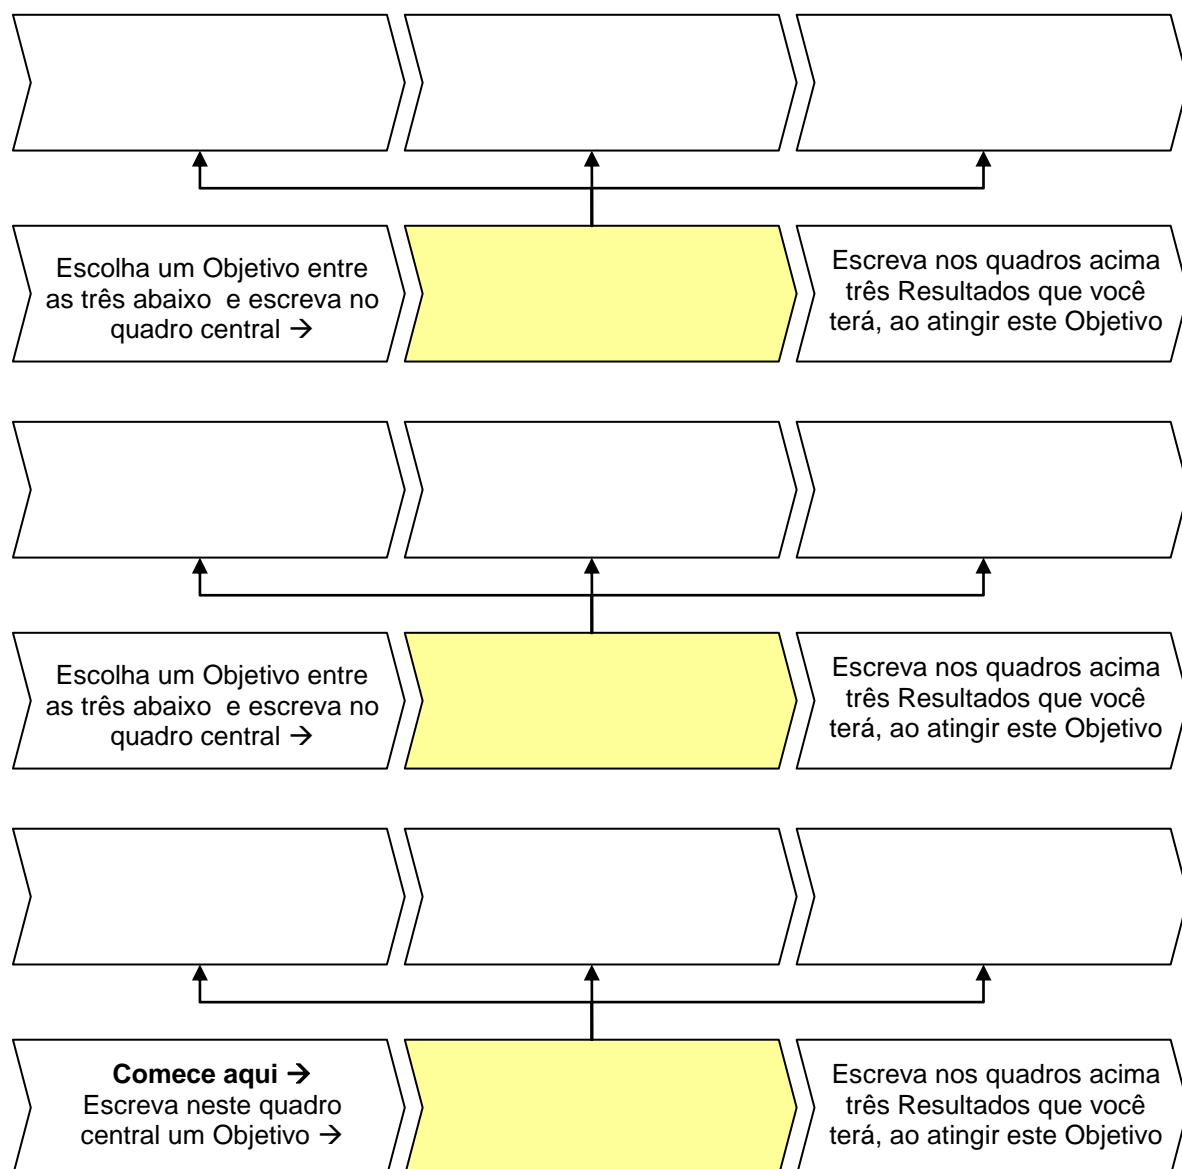 Escolha um Objetivo entre
as três abaixo  e escreva no
quadro central →
Escreva nos quadros acima
três Resultados que você
terá, ao atingir este Objetivo
Escolha um Objetivo entre
as três abaixo  e escreva no
quadro central →
Escreva nos quadros acima
três Resultados que você
terá, ao atingir este Objetivo
Comece aqui →
Escreva neste quadro
central um Objetivo →
Escreva nos quadros acima
três Resultados que você
terá, ao atingir este Objetivo